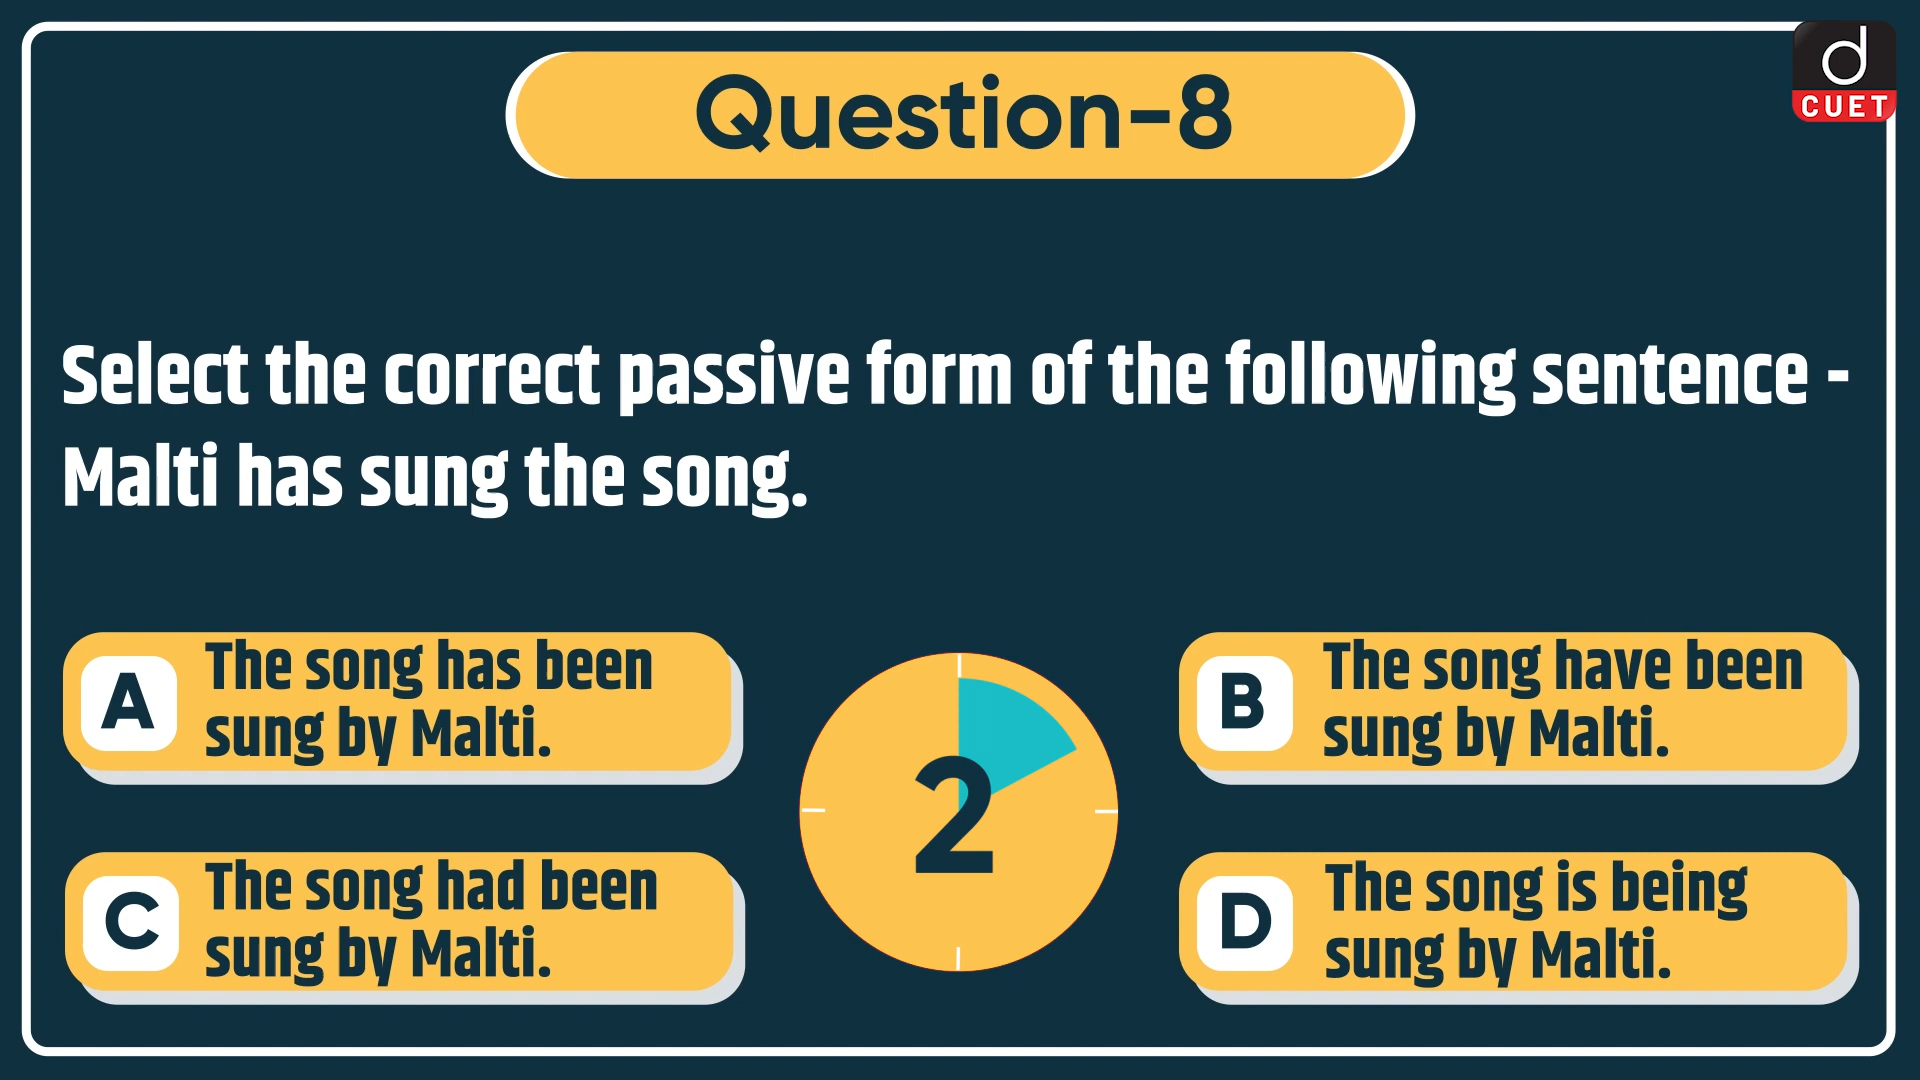 d
CUET
Question-8
Select the correct passive form of the following sentence -
Malti has sung the song.
A
The song has been
sung by Malti.
B
The song have been
sung by Malti.
2
C
The song had been
sung by Malti.
D
The song is being
sung by Malti.